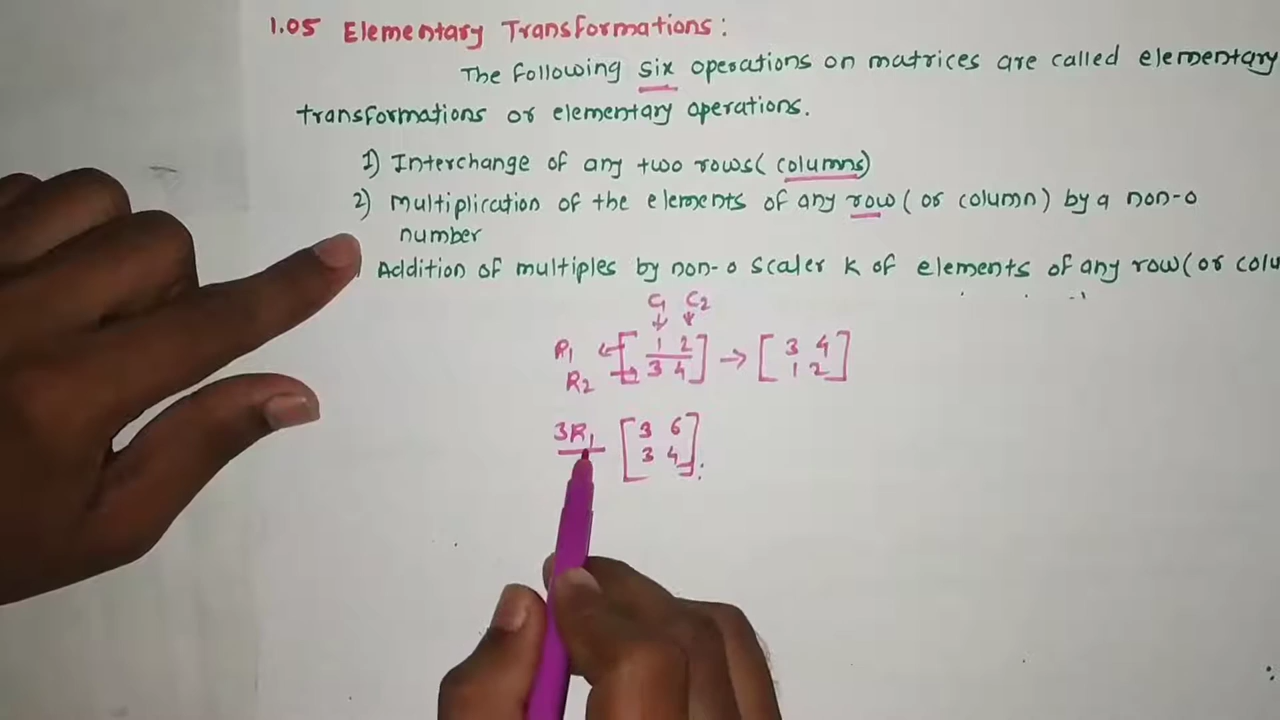 1.05 Elementary Transformations:
The following six operations on matrices are called elementary
transformations or elementary operations.
1) Interchange of any two rows( columns)
2) Multiplication of the elements of any row ( or column ) by a non-0
number
Addition of multiples by non-0 scaler k of elements of any row(or colu
C1 C2
R1 [ 1 2 → [ 3 4
R2 3 4 ] 1 2 ]
3R1 [ 3 6
3 4 ]